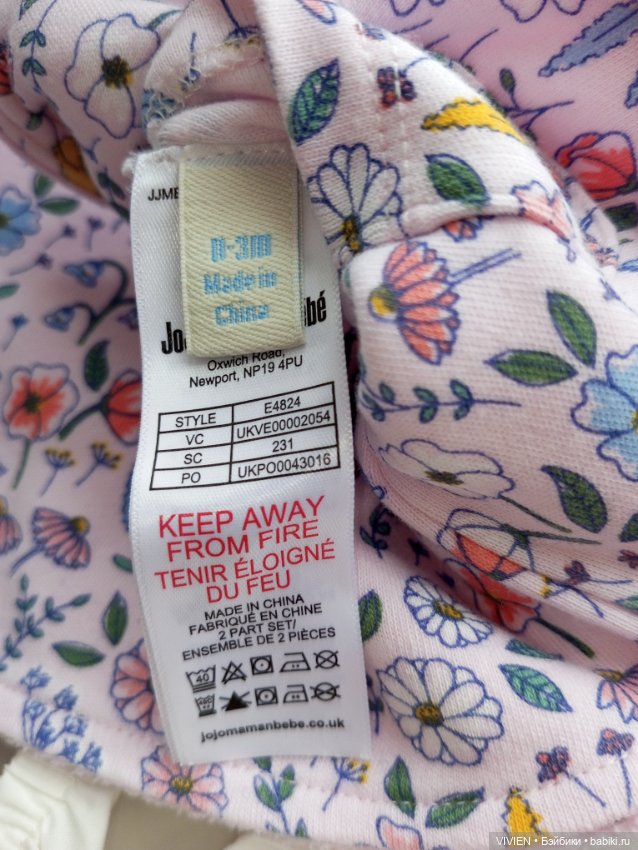 JJME
0-3M
Made in
China
Jo
bé
Oxwich Road,
Newport, NP19 4PU
STYLE E4824
VC UKVE00002054
SC 231
PO UKPO0043016
KEEP AWAY
FROM FIRE
TENIR ÉLOIGNÉ
DU FEU
MADE IN CHINA
FABRIQUÉ EN CHINE
2 PART SET/
ENSEMBLE DE 2 PIÈCES
40
jojomamanbebe.co.uk
VIVIEN • Бэйбики • babiki.ru